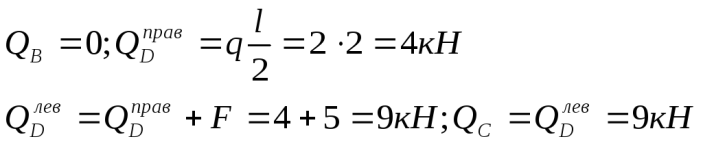 Q_B = 0; Q_D^{прав} = q \frac{l}{2} = 2 · 2 = 4кН
Q_D^{лев} = Q_D^{прав} + F = 4 + 5 = 9кН; Q_C = Q_D^{лев} = 9кН